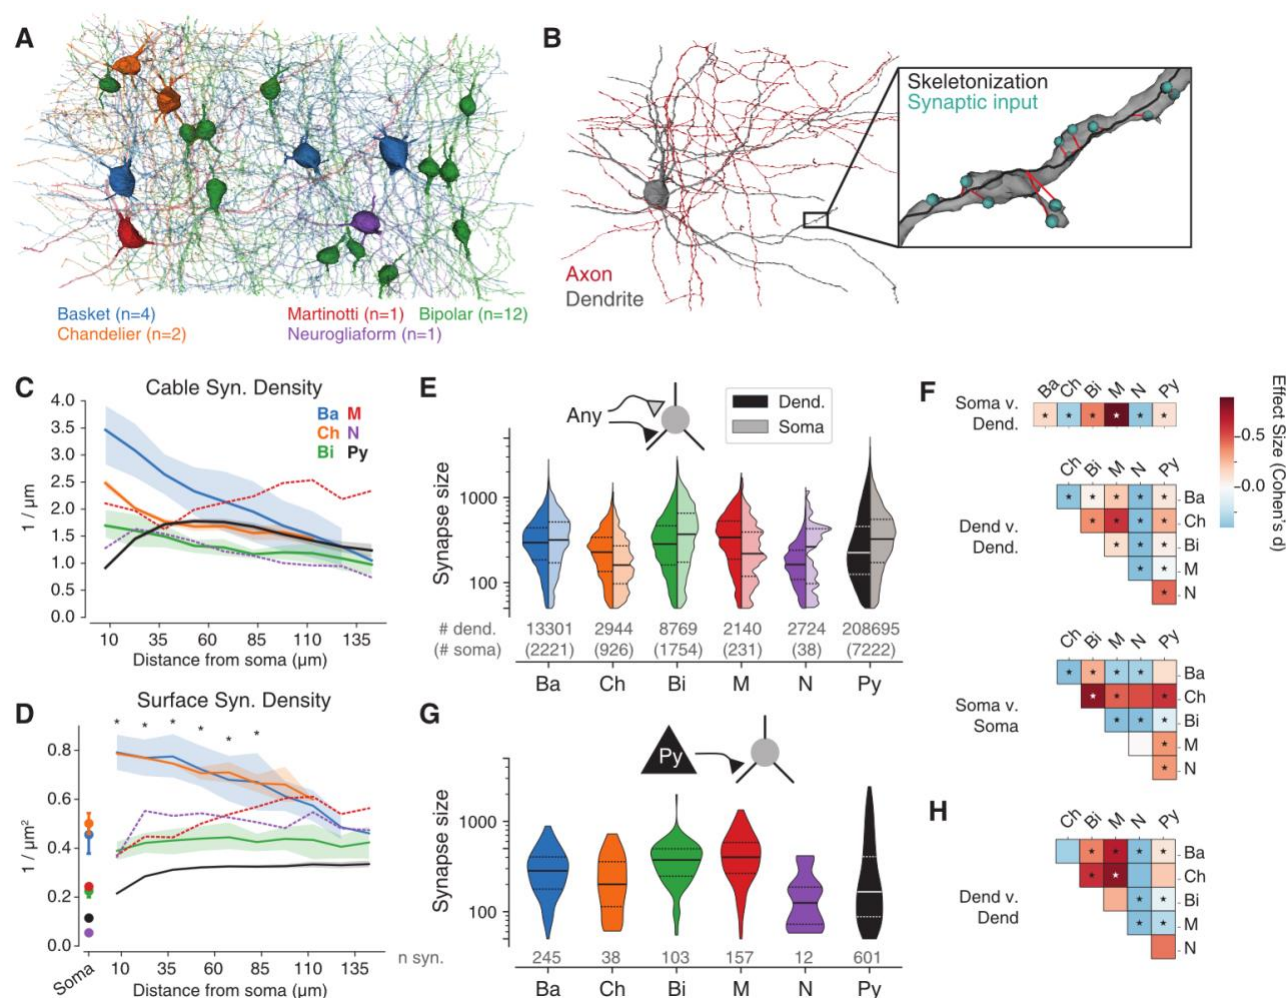 A
Basket (n=4)
Martinotti (n=1)
Bipolar (n=12)
Chandelier (n=2)
Neurogliaform (n=1)
B
Axon
Dendrite
Skeletonization
Synaptic input
C
Cable Syn. Density
Ba M
Ch N
Bi Py
1 / μm
4.0
3.5
3.0
2.5
2.0
1.5
1.0
0.5
0.0
10 35 60 85 110 135
Distance from soma (μm)
D
Surface Syn. Density
* * * * * *
1 / μm²
0.8
0.6
0.4
0.2
0.0
Soma 10 35 60 85 110 135
Distance from soma (μm)
E
Any
Dend.
Soma
Synapse size
1000
100
# dend. 13301 2944 8769 2140 2724 208695
(# soma) (2221) (926) (1754) (231) (38) (7222)
Ba Ch Bi M N Py
G
Py
Synapse size
1000
100
n syn. 245 38 103 157 12 601
Ba Ch Bi M N Py
F
Ba Ch Bi M N Py
Soma v.
Dend.
* * * * * *
Effect Size (Cohen's d)
0.5
0.0
Ch Bi M N Py
Dend v.
Dend.
* * * * * Ba
* * * * Ch
* * * Bi
* * M
* N
Ch Bi M N Py
Soma v.
Soma
* * * * Ba
* * * Ch
* * * Bi
* M
* N
H
Ch Bi M N Py
Dend v.
Dend
* * * * Ba
* * Ch
* * Bi
* * M
N